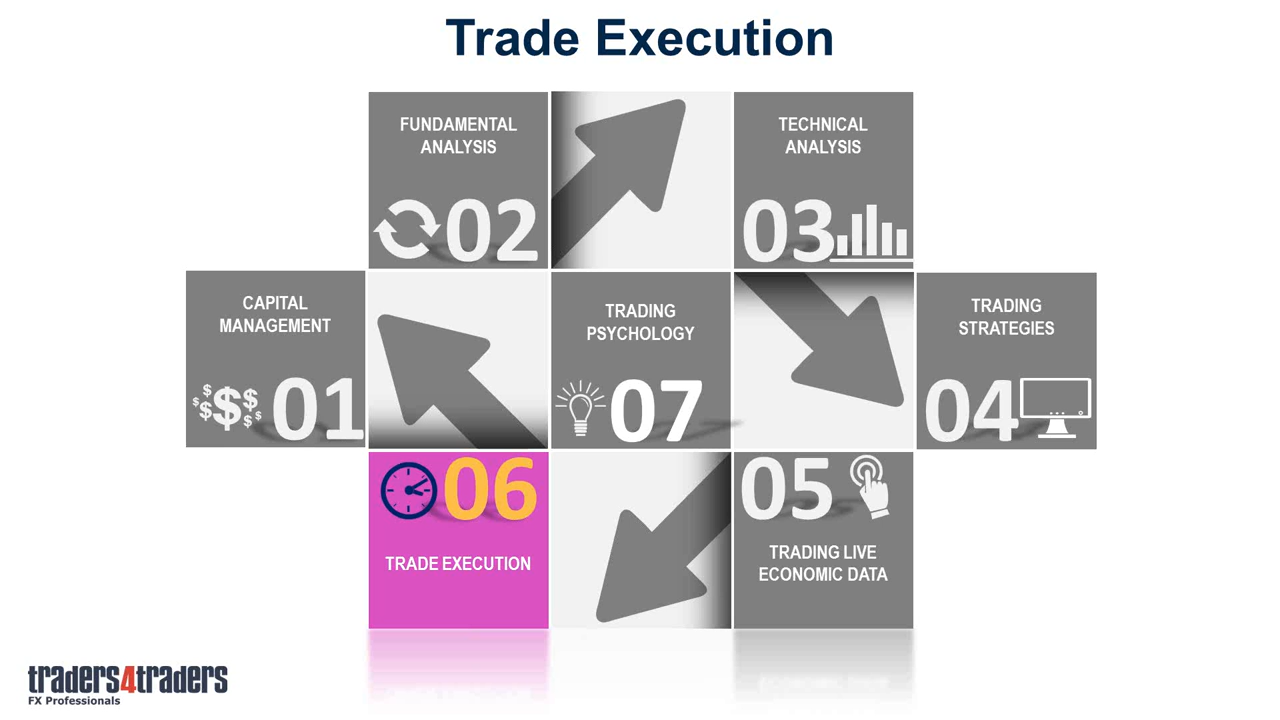 Trade Execution
FUNDAMENTAL
ANALYSIS
02
TECHNICAL
ANALYSIS
03
CAPITAL
MANAGEMENT
$ $ $ $ $ $ $ $
01
TRADING
PSYCHOLOGY
07
TRADING
STRATEGIES
04
06
TRADE EXECUTION
05
TRADING LIVE
ECONOMIC DATA
traders4traders
FX Professionals